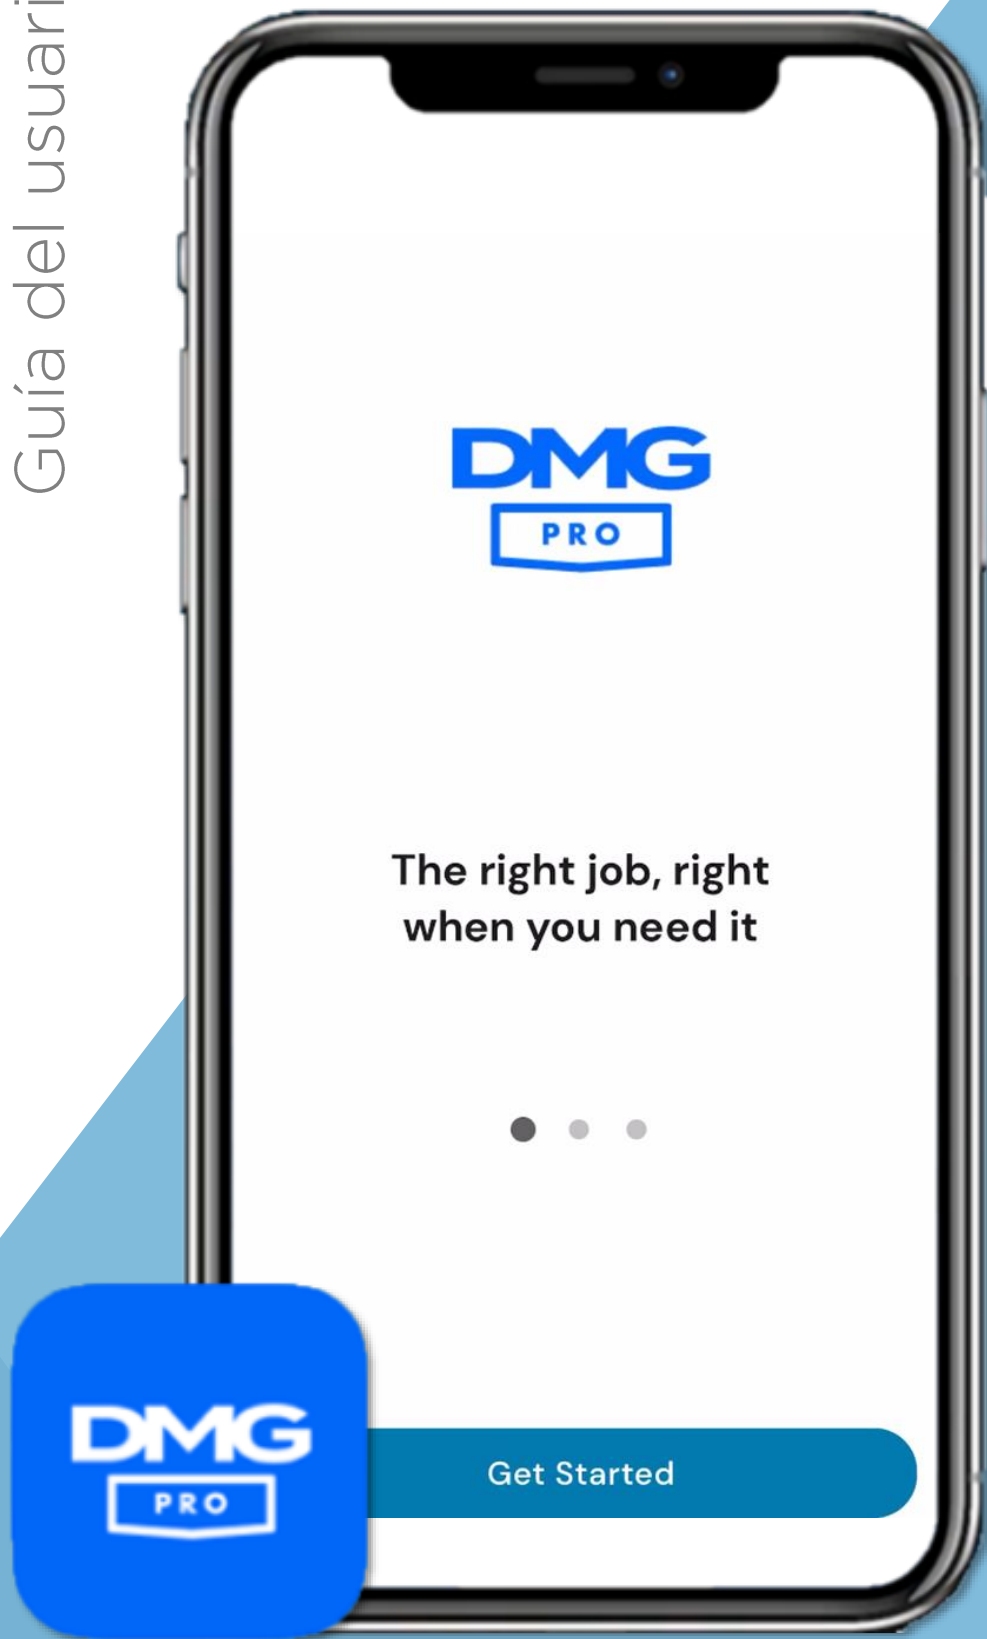 Guía del usuari
DMG
PRO
The right job, right
when you need it
Get Started
DMG
PRO